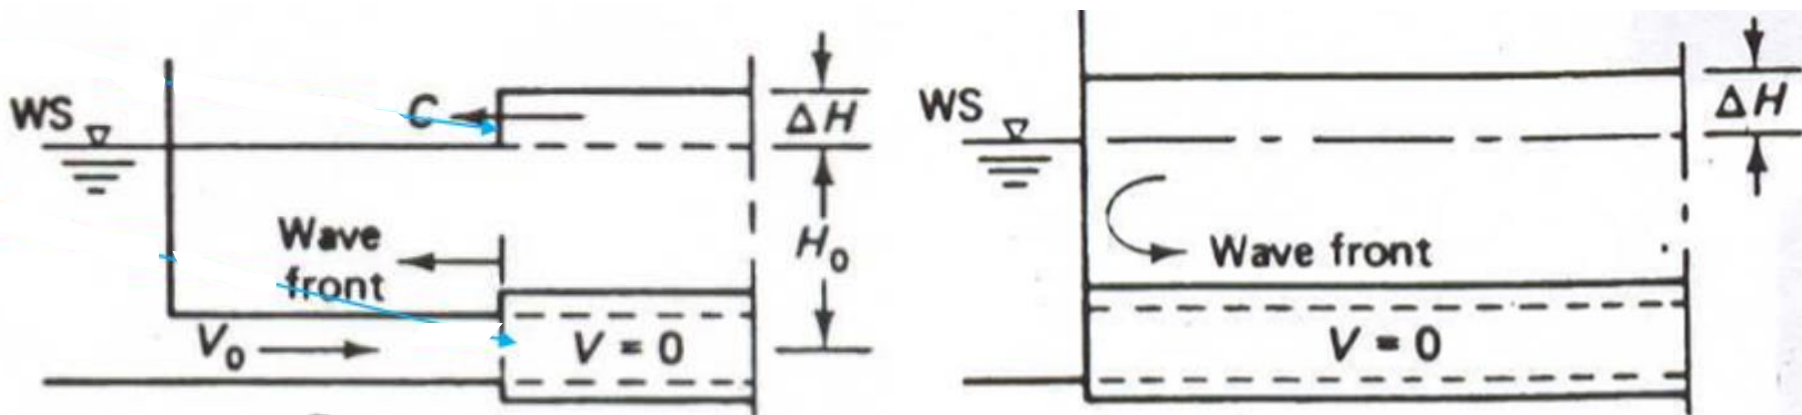 WS
C
ΔH
Wave
front
H₀
V₀
V = 0
WS
ΔH
Wave front
V = 0